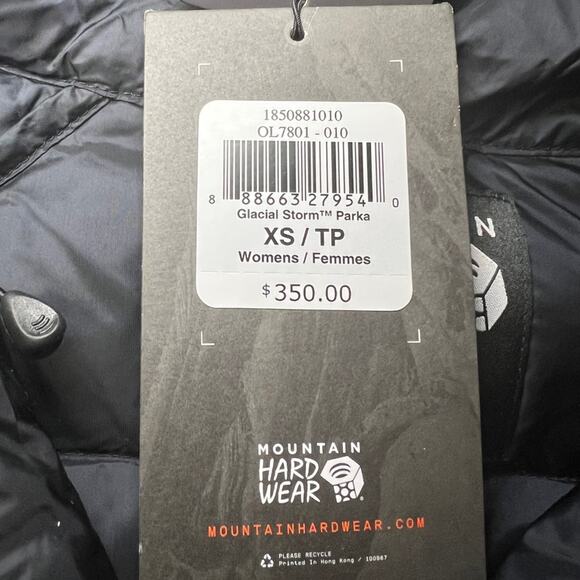 1850881010
OL7801 - 010
8 88663 27954 0
Glacial Storm™ Parka
XS / TP
Womens / Femmes
$350.00
N
MOUNTAIN
HARD
WEAR
MOUNTAINHARDWEAR.COM
PLEASE RECYCLE
Printed In Hong Kong / 100867